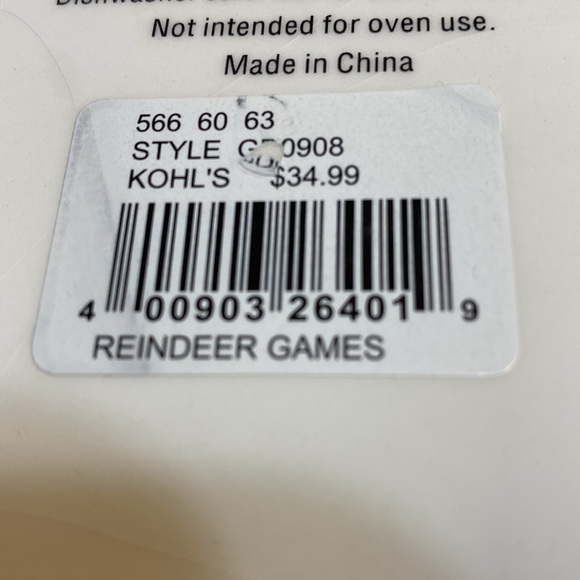 Not intended for oven use.
Made in China
566 60 63
STYLE 0908
KOHL'S $34.99
4 00903 26401 9
REINDEER GAMES